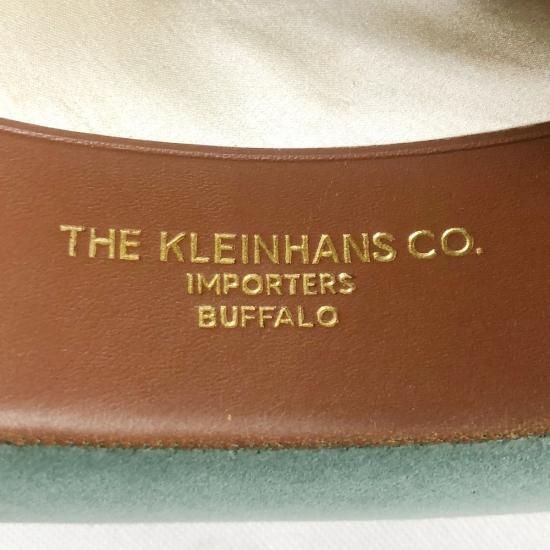 THE KLEINHANS CO.
IMPORTERS
BUFFALO